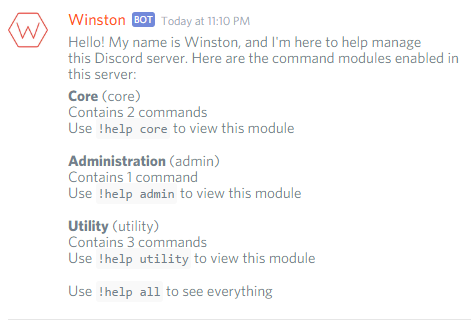 Winston BOT Today at 11:10 PM
Hello! My name is Winston, and I'm here to help manage
this Discord server. Here are the command modules enabled in
this server:
Core (core)
Contains 2 commands
Use !help core to view this module
Administration (admin)
Contains 1 command
Use !help admin to view this module
Utility (utility)
Contains 3 commands
Use !help utility to view this module
Use !help all to see everything